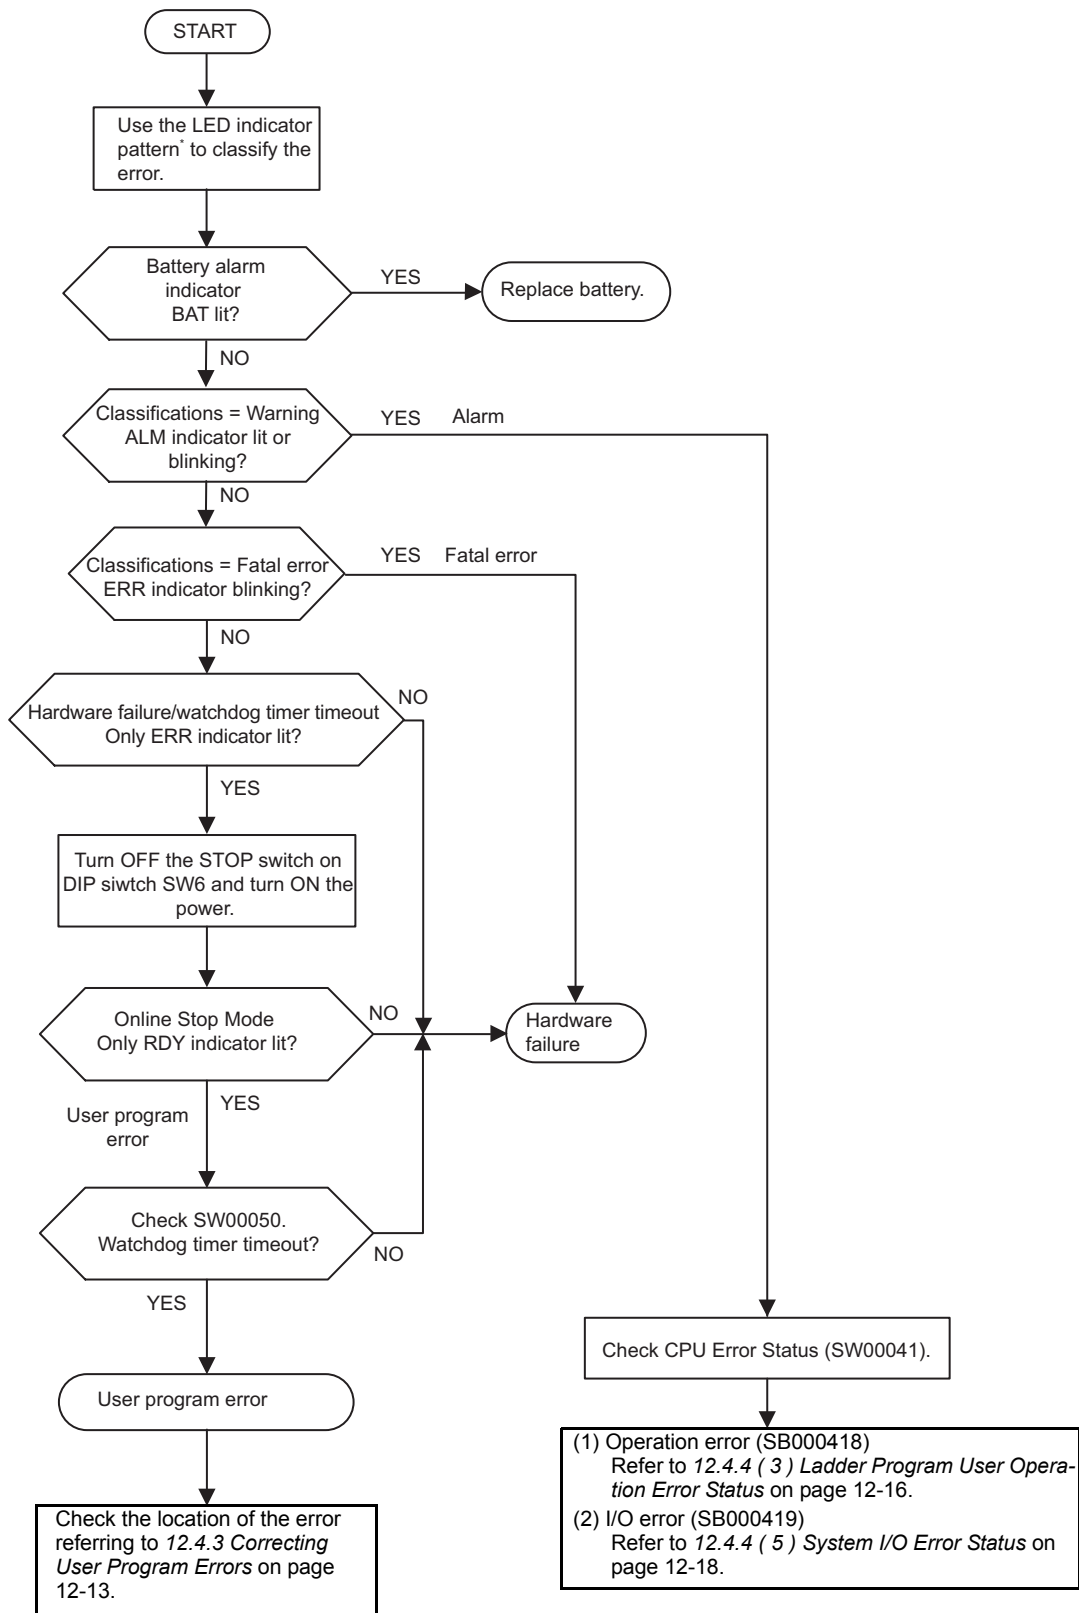 START
Use the LED indicator
pattern* to classify the
error.
Battery alarm
indicator
BAT lit?
YES
Replace battery.
NO
Classifications = Warning
ALM indicator lit or
blinking?
YES Alarm
NO
Classifications = Fatal error
ERR indicator blinking?
YES Fatal error
NO
Hardware failure/watchdog timer timeout
Only ERR indicator lit?
NO
YES
Turn OFF the STOP switch on
DIP siwtch SW6 and turn ON the
power.
Online Stop Mode
Only RDY indicator lit?
NO
Hardware
failure
YES
User program
error
Check SW00050.
Watchdog timer timeout?
NO
YES
User program error
Check the location of the error
referring to 12.4.3 Correcting
User Program Errors on page
12-13.
Check CPU Error Status (SW00041).
(1) Operation error (SB000418)
Refer to 12.4.4 ( 3 ) Ladder Program User Opera-
tion Error Status on page 12-16.
(2) I/O error (SB000419)
Refer to 12.4.4 ( 5 ) System I/O Error Status on
page 12-18.